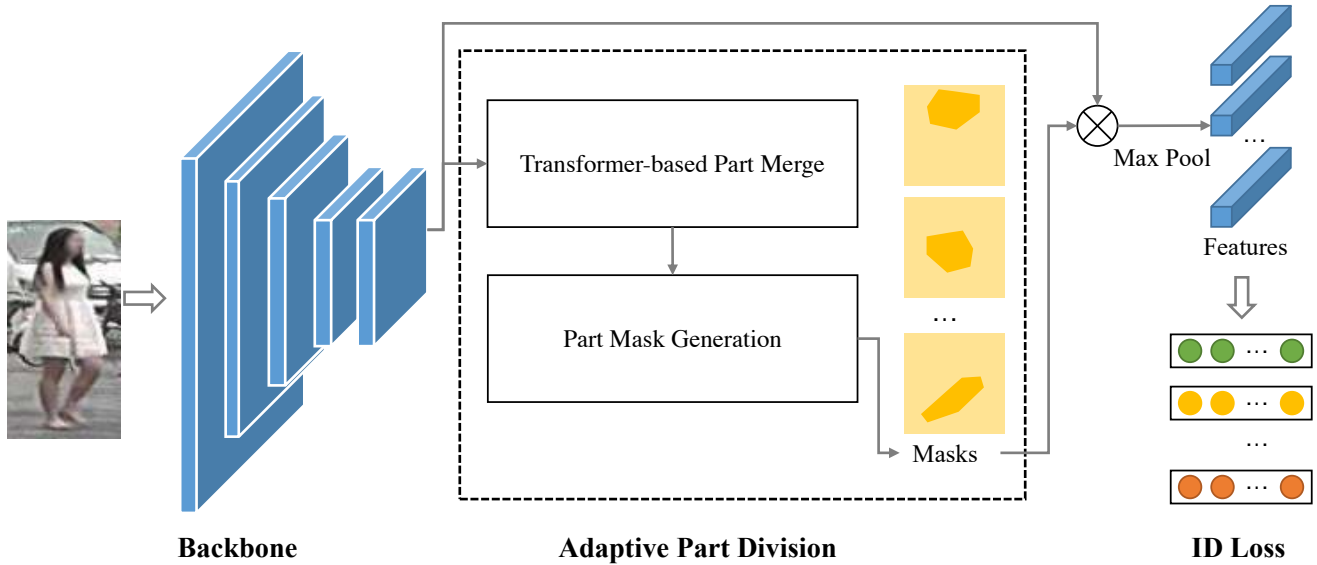 Transformer-based Part Merge
Max Pool
...
Features
Part Mask Generation
...
Masks
...
...
...
...
Backbone
Adaptive Part Division
ID Loss